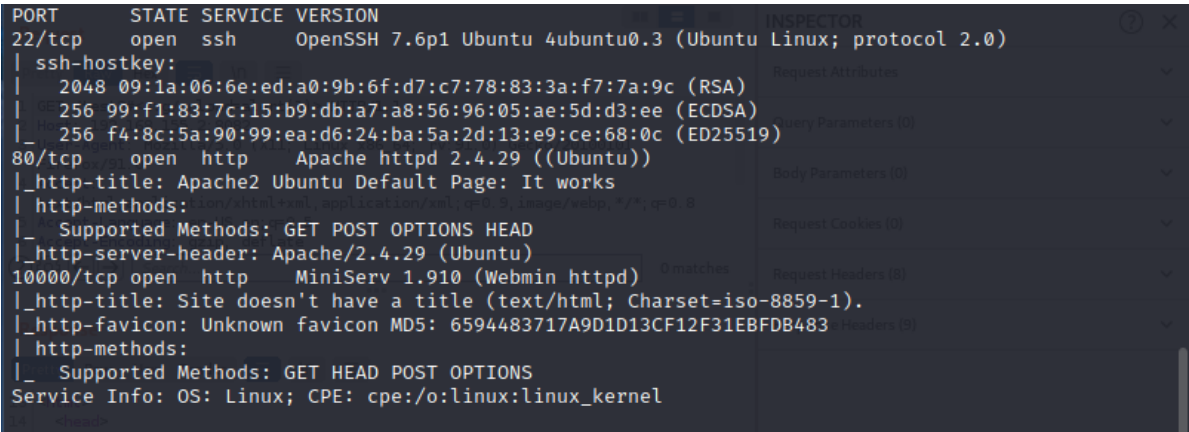 PORT      STATE SERVICE VERSION
22/tcp    open  ssh     OpenSSH 7.6p1 Ubuntu 4ubuntu0.3 (Ubuntu Linux; protocol 2.0)
| ssh-hostkey:
|   2048 09:1a:06:6e:ed:a0:9b:6f:d7:c7:78:83:3a:f7:7a:9c (RSA)
|   256 99:f1:83:7c:15:b9:db:a7:a8:56:96:05:ae:5d:d3:ee (ECDSA)
|_  256 f4:8c:5a:90:99:ea:d6:24:ba:5a:2d:13:e9:ce:68:0c (ED25519)
80/tcp    open  http    Apache httpd 2.4.29 ((Ubuntu))
|_http-title: Apache2 Ubuntu Default Page: It works
| http-methods:
|_  Supported Methods: GET POST OPTIONS HEAD
|_http-server-header: Apache/2.4.29 (Ubuntu)
10000/tcp open  http    MiniServ 1.910 (Webmin httpd)
|_http-title: Site doesn't have a title (text/html; Charset=iso-8859-1).
|_http-favicon: Unknown favicon MD5: 6594483717A9D1D13CF12F31EBFDB483
| http-methods:
|_  Supported Methods: GET HEAD POST OPTIONS
Service Info: OS: Linux; CPE: cpe:/o:linux:linux_kernel
INSPECTOR
Request Attributes
Query Parameters (0)
Body Parameters (0)
Request Cookies (0)
0 matches
Request Headers (8)
Headers (9)
14 <head>